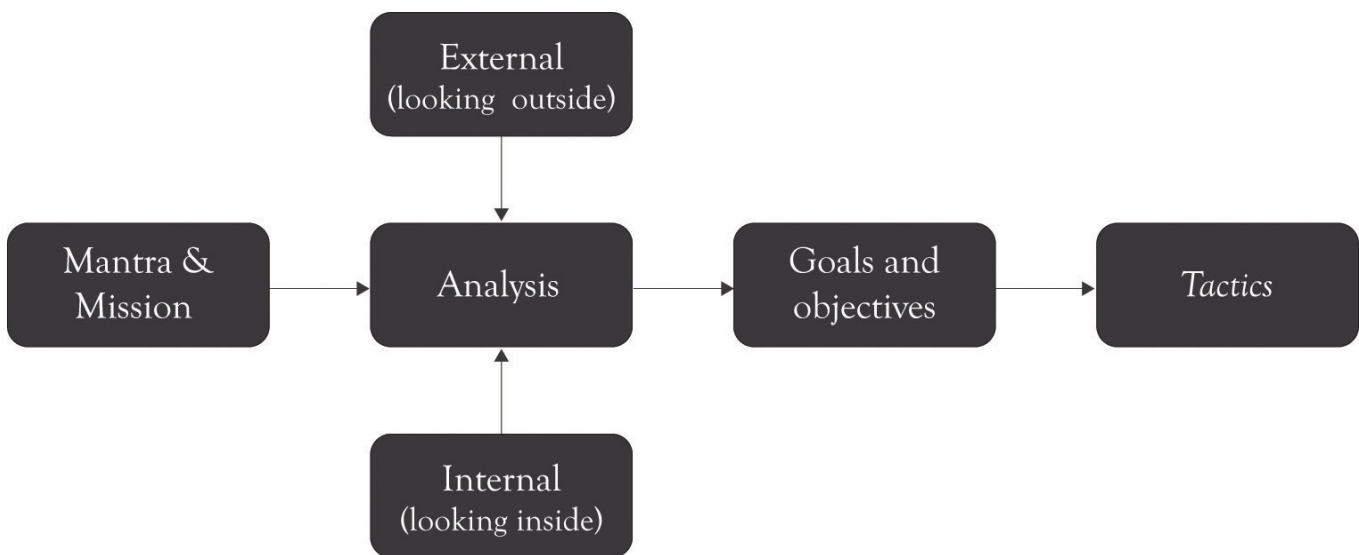 External
(looking outside)
Mantra &
Mission
Analysis
Goals and
objectives
Tactics
Internal
(looking inside)